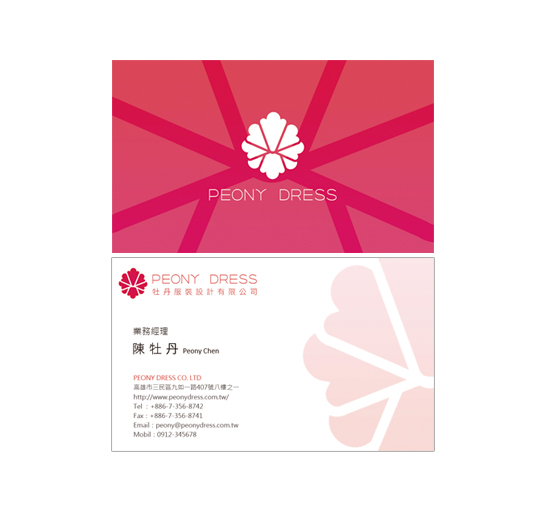 PEONY DRESS
PEONY DRESS
牡丹服裝設計有限公司
業務經理
陳 牡 丹 Peony Chen
PEONY DRESS CO. LTD
高雄市三民區九如一路407號八樓之一
http://www.peonydress.com.tw/
Tel : +886-7-356-8742
Fax : +886-7-356-8741
Email : peony@peonydress.com.tw
Mobil : 0912-345678